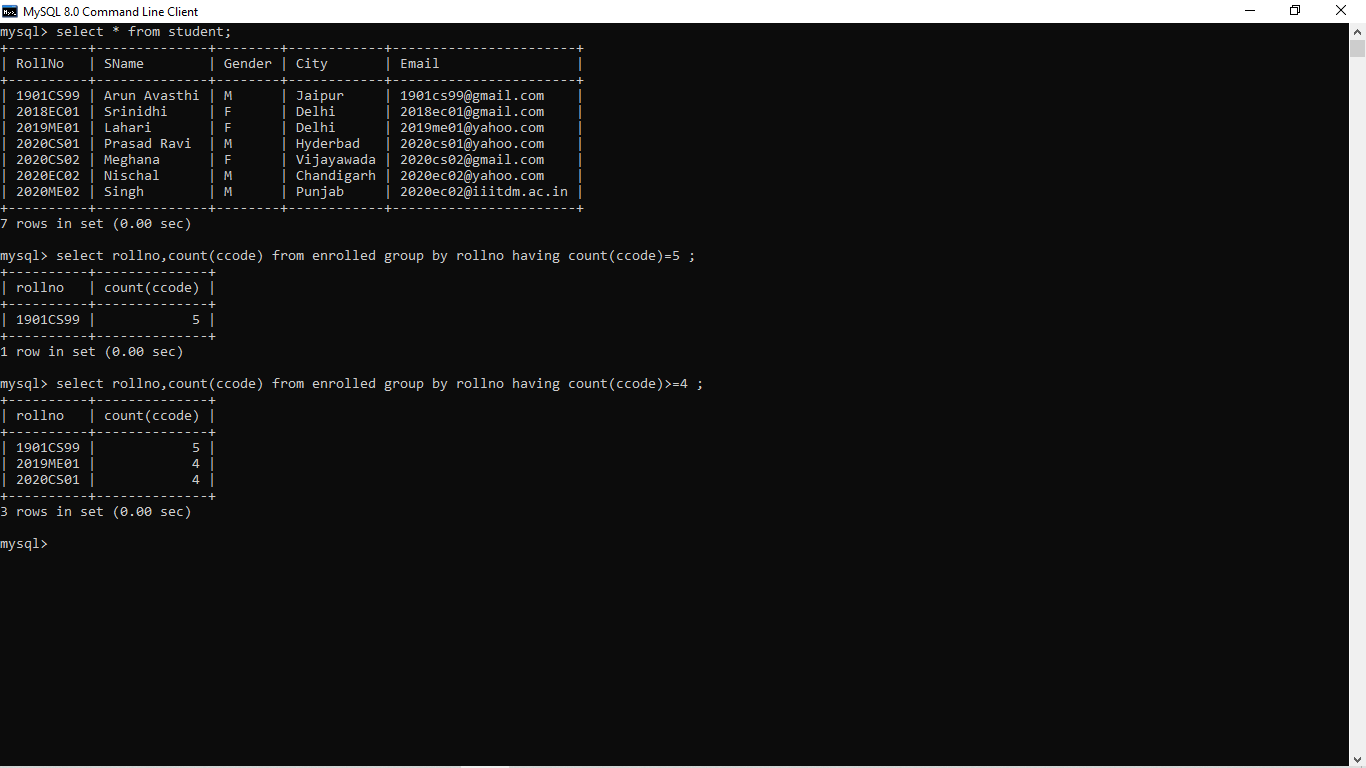 MySQL 8.0 Command Line Client
mysql> select * from student;
+----------+--------------+--------+------------+----------------------+
| RollNo   | SName        | Gender | City       | Email                |
+----------+--------------+--------+------------+----------------------+
| 1901CS99 | Arun Avasthi | M      | Jaipur     | 1901cs99@gmail.com   |
| 2018EC01 | Srinidhi     | F      | Delhi      | 2018ec01@gmail.com   |
| 2019ME01 | Lahari       | F      | Delhi      | 2019me01@yahoo.com   |
| 2020CS01 | Prasad Ravi  | M      | Hyderbad   | 2020cs01@yahoo.com   |
| 2020CS02 | Meghana      | F      | Vijayawada | 2020cs02@gmail.com   |
| 2020EC02 | Nischal      | M      | Chandigarh | 2020ec02@yahoo.com   |
| 2020ME02 | Singh        | M      | Punjab     | 2020ec02@iiitdm.ac.in |
+----------+--------------+--------+------------+----------------------+
7 rows in set (0.00 sec)
mysql> select rollno,count(ccode) from enrolled group by rollno having count(ccode)=5 ;
+----------+--------------+
| rollno   | count(ccode) |
+----------+--------------+
| 1901CS99 |            5 |
+----------+--------------+
1 row in set (0.00 sec)
mysql> select rollno,count(ccode) from enrolled group by rollno having count(ccode)>=4 ;
+----------+--------------+
| rollno   | count(ccode) |
+----------+--------------+
| 1901CS99 |            5 |
| 2019ME01 |            4 |
| 2020CS01 |            4 |
+----------+--------------+
3 rows in set (0.00 sec)
mysql>